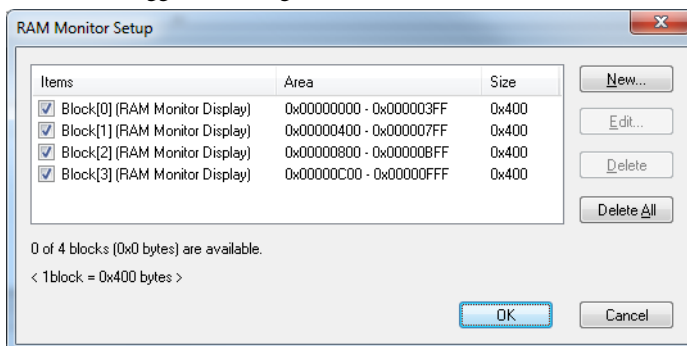 RAM Monitor Setup
Items Area Size
Block[0] (RAM Monitor Display) 0x00000000 - 0x000003FF 0x400
Block[1] (RAM Monitor Display) 0x00000400 - 0x000007FF 0x400
Block[2] (RAM Monitor Display) 0x00000800 - 0x00000BFF 0x400
Block[3] (RAM Monitor Display) 0x00000C00 - 0x00000FFF 0x400
New...
Edit...
Delete
Delete All
0 of 4 blocks (0x0 bytes) are available.
< 1block = 0x400 bytes >
OK Cancel